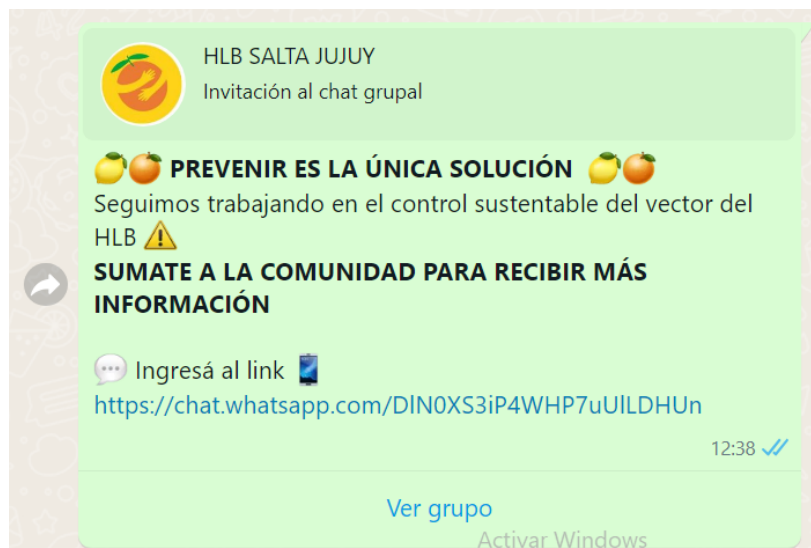 HLB SALTA JUJUY
Invitación al chat grupal
🍋🍊 PREVENIR ES LA ÚNICA SOLUCIÓN 🍋🍊
Seguimos trabajando en el control sustentable del vector del
HLB ⚠️
SUMATE A LA COMUNIDAD PARA RECIBIR MÁS
INFORMACIÓN
💬 Ingresá al link 📱
https://chat.whatsapp.com/DlN0XS3iP4WHP7uUlLDHUn
12:38
Ver grupo
Activar Windows